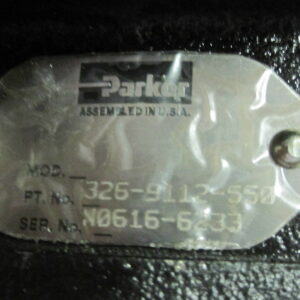 Parker
ASSEMBLED IN U.S.A.
MOD.
PT. No. 326-9112-550
SER. No. N0616-6233